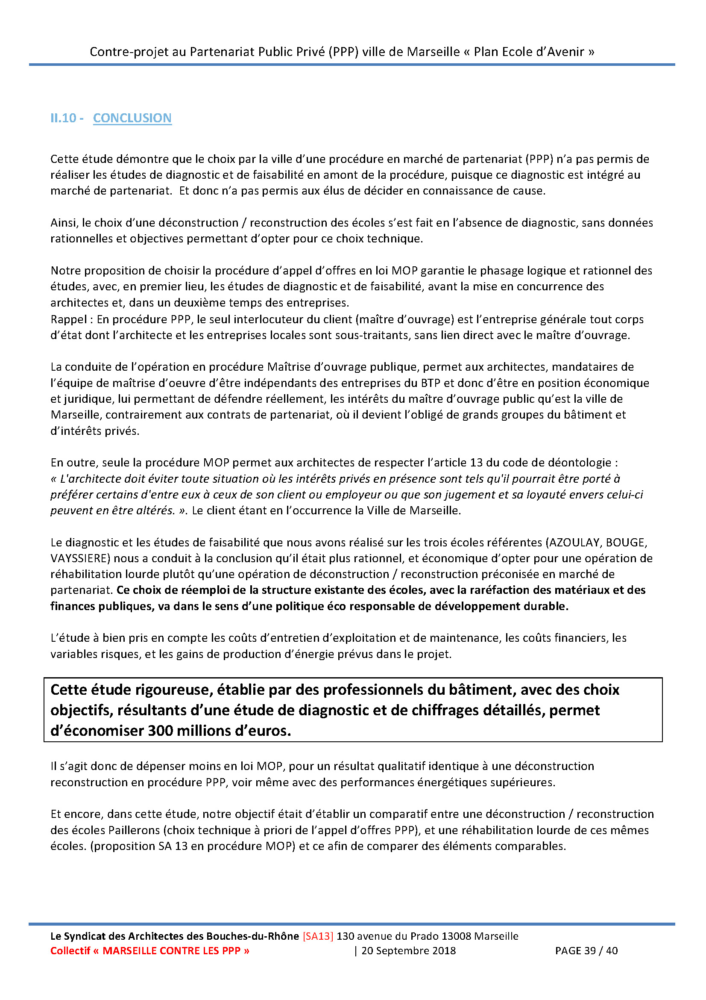 Contre-projet au Partenariat Public Privé (PPP) ville de Marseille « Plan Ecole d’Avenir »
II.10 - CONCLUSION
Cette étude démontre que le choix par la ville d’une procédure en marché de partenariat (PPP) n’a pas permis de
réaliser les études de diagnostic et de faisabilité en amont de la procédure, puisque ce diagnostic est intégré au
marché de partenariat.  Et donc n’a pas permis aux élus de décider en connaissance de cause.
Ainsi, le choix d’une déconstruction / reconstruction des écoles s’est fait en l’absence de diagnostic, sans données
rationnelles et objectives permettant d’opter pour ce choix technique.
Notre proposition de choisir la procédure d’appel d’offres en loi MOP garantie le phasage logique et rationnel des
études, avec, en premier lieu, les études de diagnostic et de faisabilité, avant la mise en concurrence des
architectes et, dans un deuxième temps des entreprises.
Rappel : En procédure PPP, le seul interlocuteur du client (maître d’ouvrage) est l’entreprise générale tout corps
d’état dont l’architecte et les entreprises locales sont sous-traitants, sans lien direct avec le maître d’ouvrage.
La conduite de l’opération en procédure Maîtrise d’ouvrage publique, permet aux architectes, mandataires de
l’équipe de maîtrise d’oeuvre d’être indépendants des entreprises du BTP et donc d’être en position économique
et juridique, lui permettant de défendre réellement, les intérêts du maître d’ouvrage public qu’est la ville de
Marseille, contrairement aux contrats de partenariat, où il devient l’obligé de grands groupes du bâtiment et
d’intérêts privés.
En outre, seule la procédure MOP permet aux architectes de respecter l’article 13 du code de déontologie :
« L'architecte doit éviter toute situation où les intérêts privés en présence sont tels qu'il pourrait être porté à
préférer certains d'entre eux à ceux de son client ou employeur ou que son jugement et sa loyauté envers celui-ci
peuvent en être altérés. ». Le client étant en l’occurrence la Ville de Marseille.
Le diagnostic et les études de faisabilité que nous avons réalisé sur les trois écoles référentes (AZOULAY, BOUGE,
VAYSSIERE) nous a conduit à la conclusion qu’il était plus rationnel, et économique d’opter pour une opération de
réhabilitation lourde plutôt qu’une opération de déconstruction / reconstruction préconisée en marché de
partenariat. Ce choix de réemploi de la structure existante des écoles, avec la raréfaction des matériaux et des
finances publiques, va dans le sens d’une politique éco responsable de développement durable.
L’étude à bien pris en compte les coûts d’entretien d’exploitation et de maintenance, les coûts financiers, les
variables risques, et les gains de production d’énergie prévus dans le projet.
Cette étude rigoureuse, établie par des professionnels du bâtiment, avec des choix
objectifs, résultants d’une étude de diagnostic et de chiffrages détaillés, permet
d’économiser 300 millions d’euros.
Il s’agit donc de dépenser moins en loi MOP, pour un résultat qualitatif identique à une déconstruction
reconstruction en procédure PPP, voir même avec des performances énergétiques supérieures.
Et encore, dans cette étude, notre objectif était d’établir un comparatif entre une déconstruction / reconstruction
des écoles Paillerons (choix technique à priori de l’appel d’offres PPP), et une réhabilitation lourde de ces mêmes
écoles. (proposition SA 13 en procédure MOP) et ce afin de comparer des éléments comparables.
Le Syndicat des Architectes des Bouches-du-Rhône [SA13] 130 avenue du Prado 13008 Marseille
Collectif « MARSEILLE CONTRE LES PPP » | 20 Septembre 2018 PAGE 39 / 40